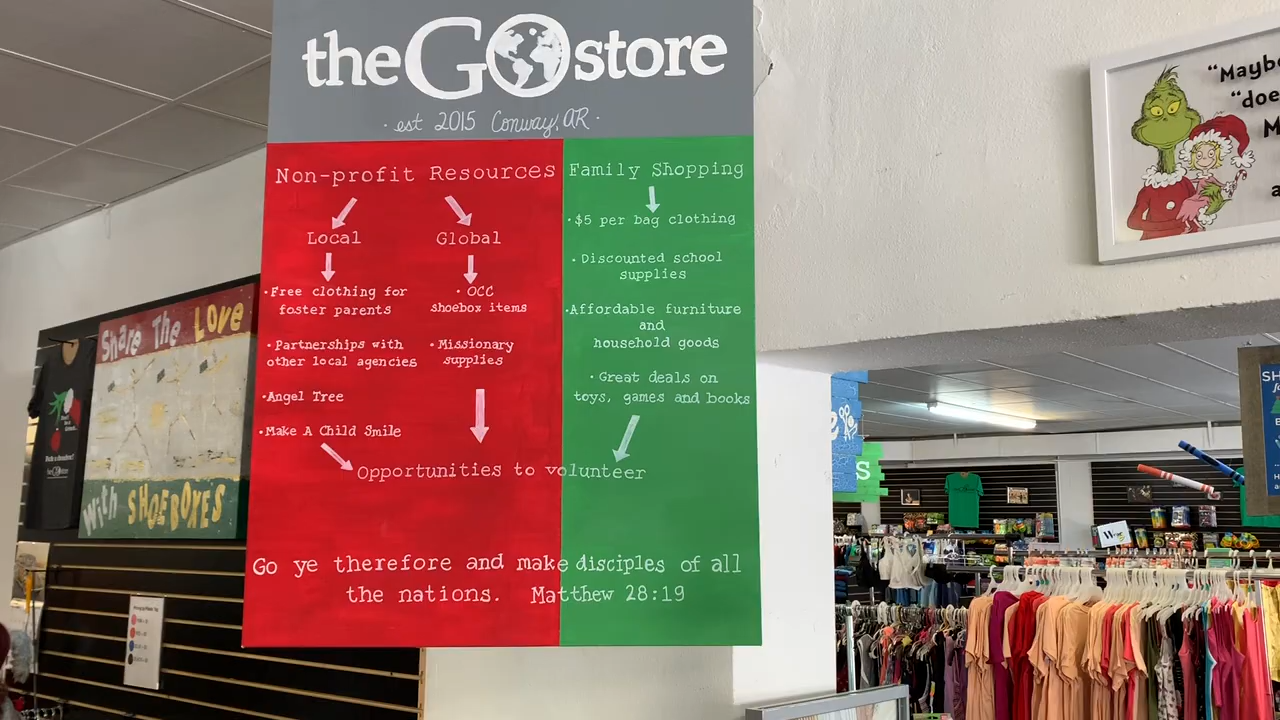 theGOstore
· est 2015 Conway, AR ·
Non-profit Resources
Local
Global
· Free clothing for
foster parents
· Partnerships with
other local agencies
· Angel Tree
· Make A Child Smile
· OCC
shoebox items
· Missionary
supplies
Family Shopping
· $5 per bag clothing
· Discounted school
supplies
· Affordable furniture
and
household goods
· Great deals on
toys, games and books
Opportunities to volunteer
Go ye therefore and make disciples of all
the nations. Matthew 28:19
Share The Love
With SHOEBOXES
"Maybe
"doe
M
a
SH
S